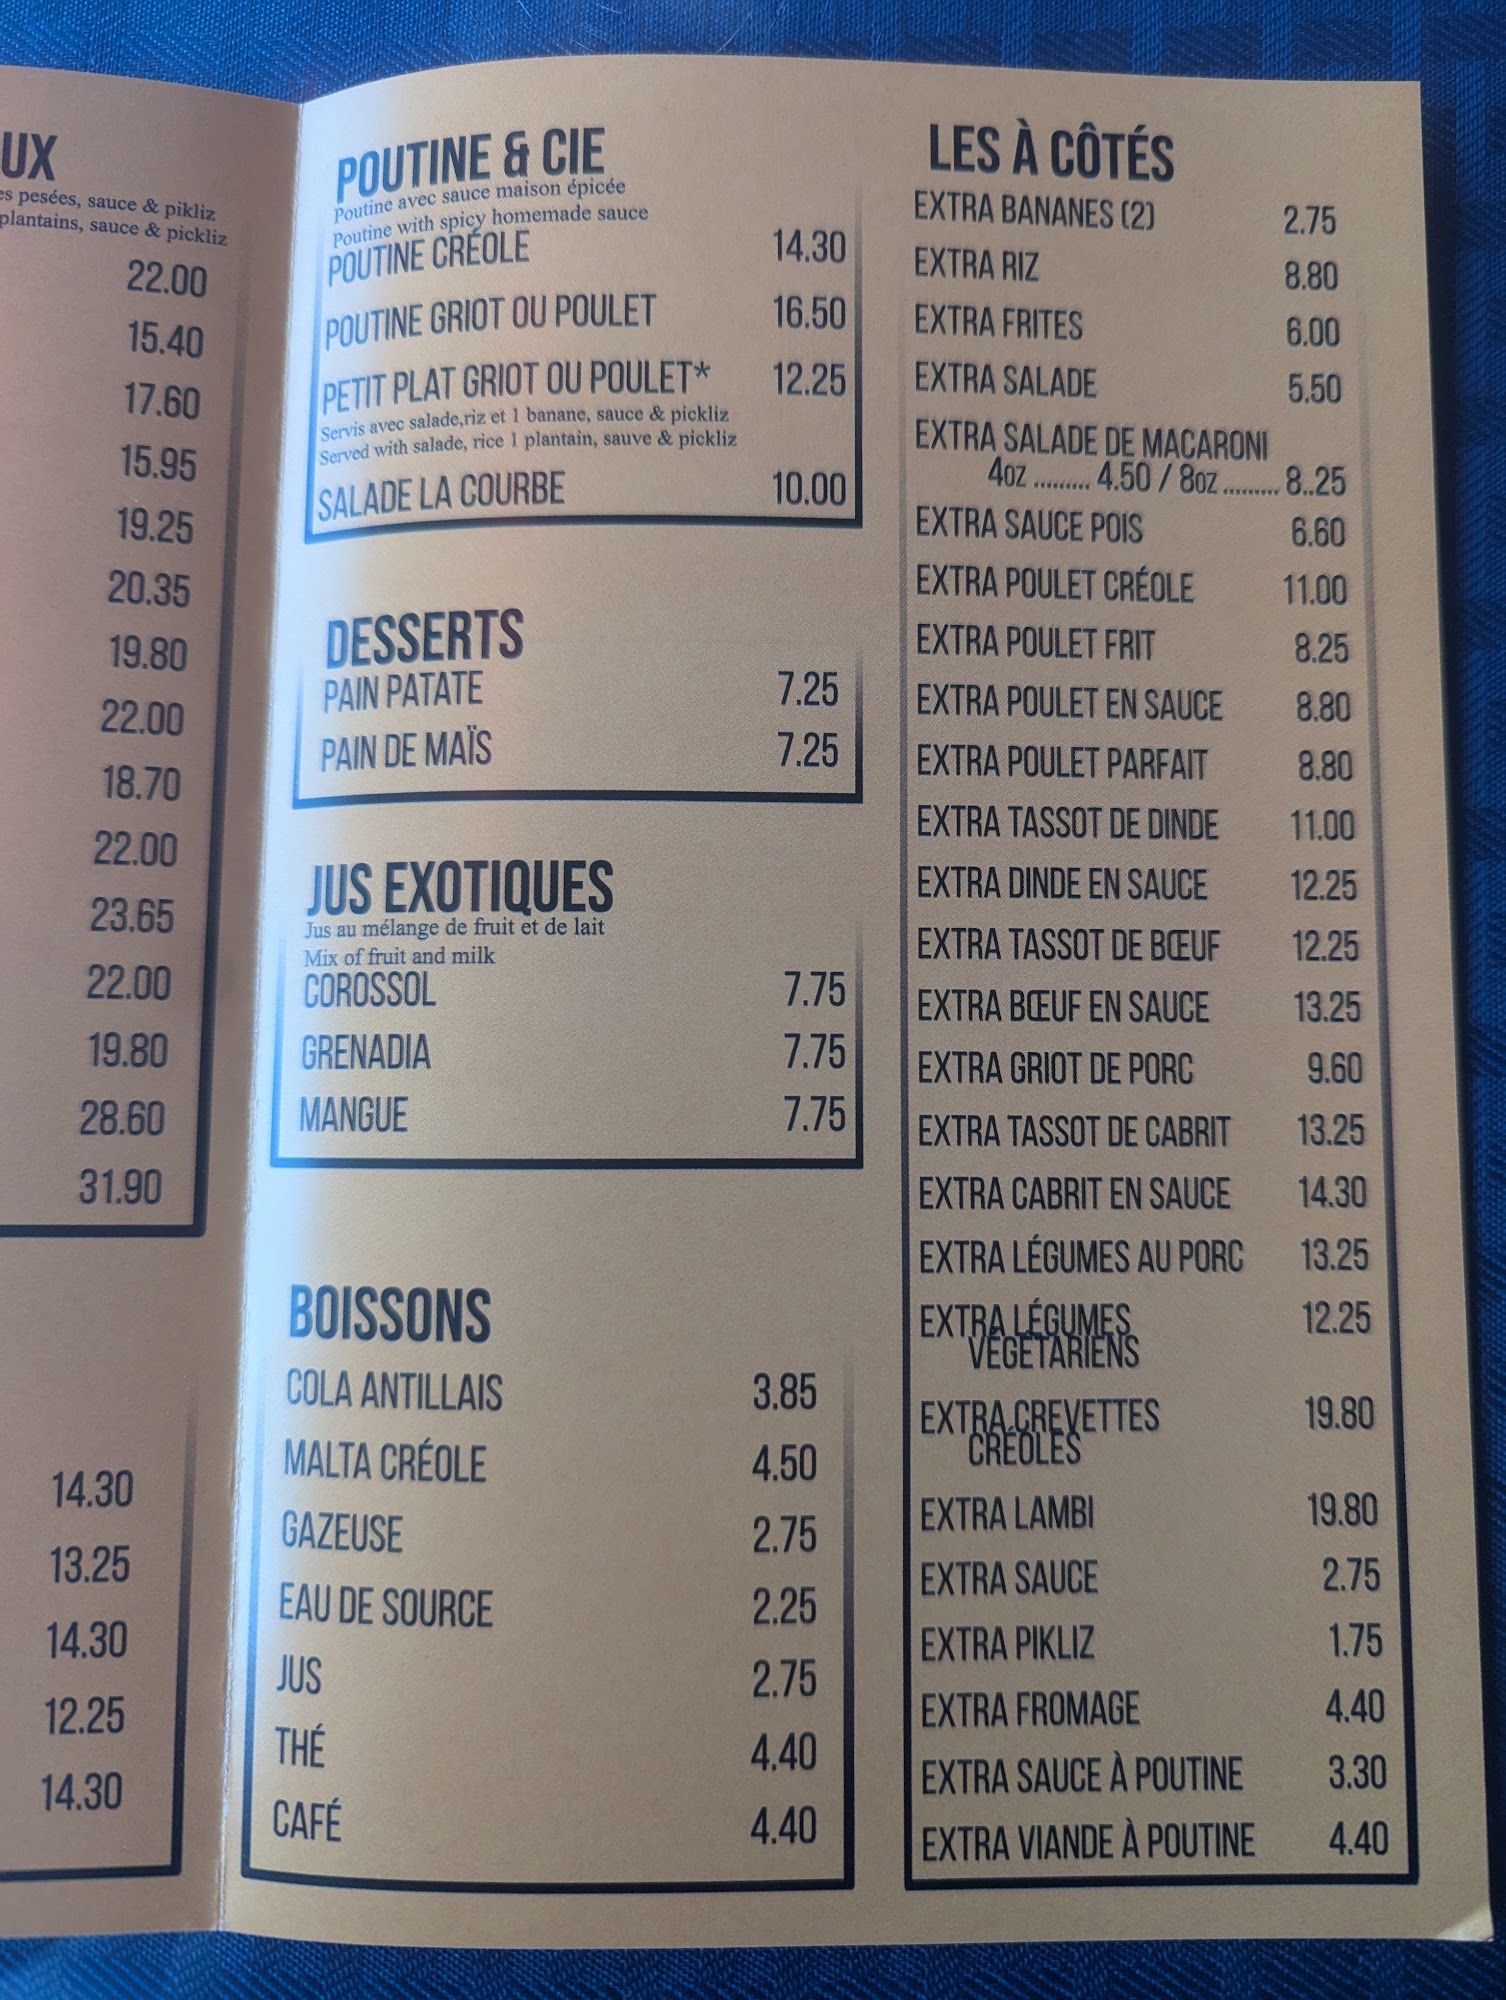 UX
es pesées, sauce & pikliz
plantains, sauce & pickliz
22.00
15.40
17.60
15.95
19.25
20.35
19.80
22.00
18.70
22.00
23.65
22.00
19.80
28.60
31.90
14.30
13.25
14.30
12.25
14.30
POUTINE & CIE
Poutine avec sauce maison épicée
Poutine with spicy homemade sauce
POUTINE CRÉOLE 14.30
POUTINE GRIOT OU POULET 16.50
PETIT PLAT GRIOT OU POULET* 12.25
Servis avec salade,riz et 1 banane, sauce & pickliz
Served with salade, rice 1 plantain, sauve & pickliz
SALADE LA COURBE 10.00
DESSERTS
PAIN PATATE 7.25
PAIN DE MAÏS 7.25
JUS EXOTIQUES
Jus au mélange de fruit et de lait
Mix of fruit and milk
COROSSOL 7.75
GRENADIA 7.75
MANGUE 7.75
BOISSONS
COLA ANTILLAIS 3.85
MALTA CRÉOLE 4.50
GAZEUSE 2.75
EAU DE SOURCE 2.25
JUS 2.75
THÉ 4.40
CAFÉ 4.40
LES À CÔTÉS
EXTRA BANANES (2) 2.75
EXTRA RIZ 8.80
EXTRA FRITES 6.00
EXTRA SALADE 5.50
EXTRA SALADE DE MACARONI
4OZ ......... 4.50 / 8OZ ......... 8..25
EXTRA SAUCE POIS 6.60
EXTRA POULET CRÉOLE 11.00
EXTRA POULET FRIT 8.25
EXTRA POULET EN SAUCE 8.80
EXTRA POULET PARFAIT 8.80
EXTRA TASSOT DE DINDE 11.00
EXTRA DINDE EN SAUCE 12.25
EXTRA TASSOT DE BŒUF 12.25
EXTRA BŒUF EN SAUCE 13.25
EXTRA GRIOT DE PORC 9.60
EXTRA TASSOT DE CABRIT 13.25
EXTRA CABRIT EN SAUCE 14.30
EXTRA LÉGUMES AU PORC 13.25
EXTRA LÉGUMES 12.25
VÉGÉTARIENS
EXTRA CREVETTES 19.80
CRÉOLES
EXTRA LAMBI 19.80
EXTRA SAUCE 2.75
EXTRA PIKLIZ 1.75
EXTRA FROMAGE 4.40
EXTRA SAUCE À POUTINE 3.30
EXTRA VIANDE À POUTINE 4.40